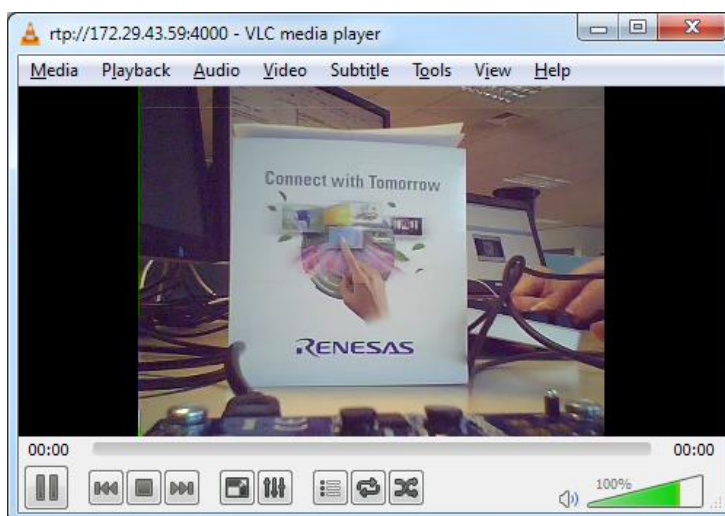 rtp://172.29.43.59:4000 - VLC media player
Media Playback Audio Video Subtitle Tools View Help
Connect with Tomorrow
RENESAS
00:00 00:00
100%